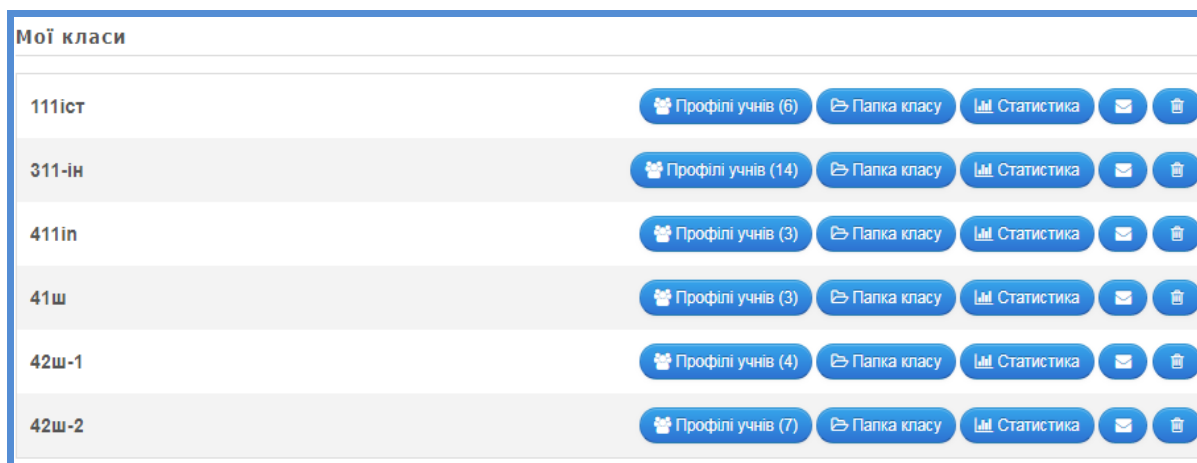 Мої класи
111іст Профілі учнів (6) Папка класу Статистика
311-ін Профілі учнів (14) Папка класу Статистика
411іп Профілі учнів (3) Папка класу Статистика
41ш Профілі учнів (3) Папка класу Статистика
42ш-1 Профілі учнів (4) Папка класу Статистика
42ш-2 Профілі учнів (7) Папка класу Статистика